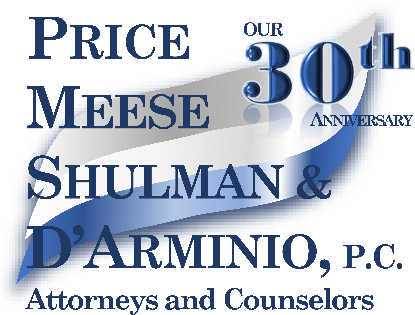 PRICE
MEESE
SHULMAN &
D'ARMINIO, P.C.
Attorneys and Counselors
OUR
30th
ANNIVERSARY